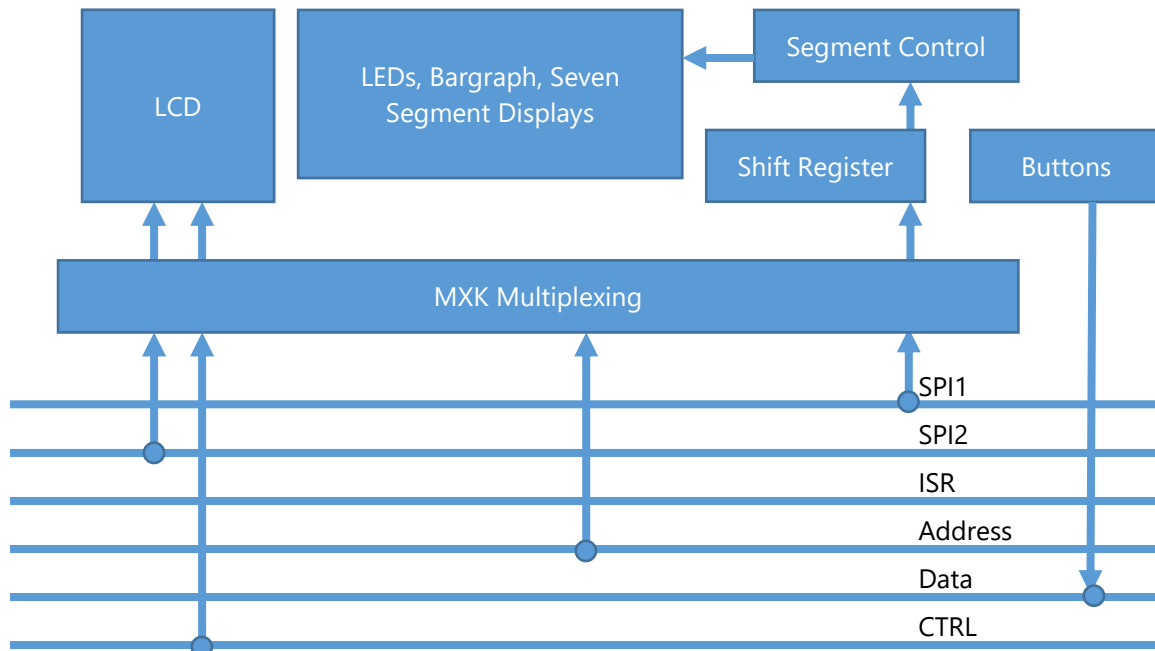 Segment Control
LEDs, Bargraph, Seven
Segment Displays
LCD
Shift Register
Buttons
MXK Multiplexing
SPI1
SPI2
ISR
Address
Data
CTRL